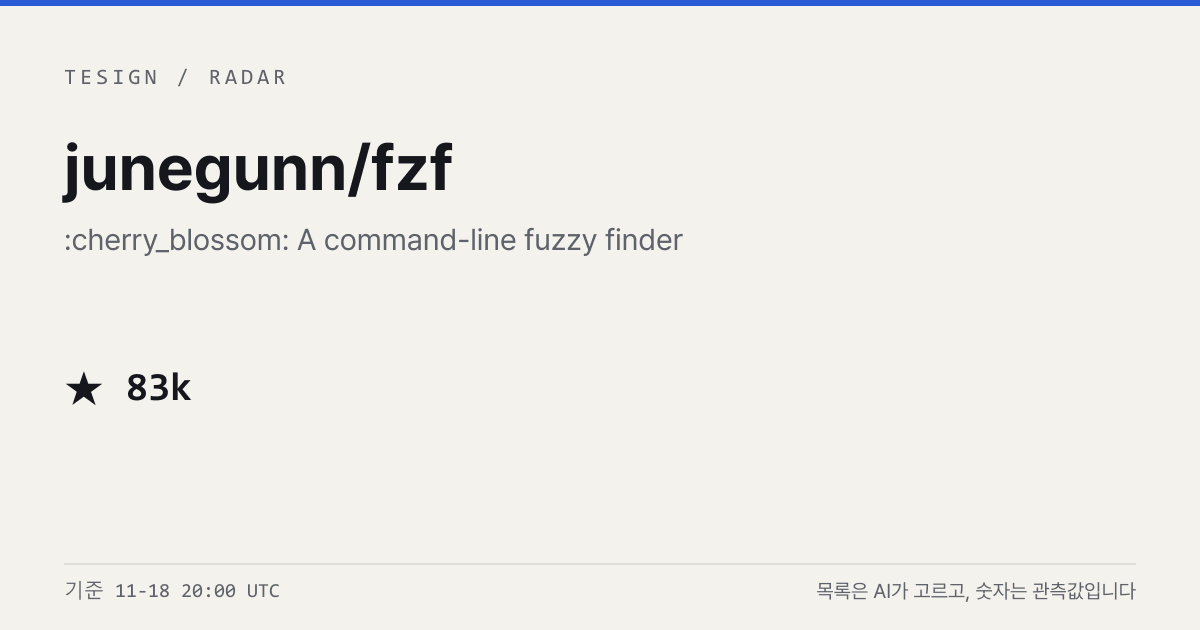 TESIGN / RADAR
junegunn/fzf
:cherry_blossom: A command-line fuzzy finder
★ 83k
기준 11-18 20:00 UTC
목록은 AI가 고르고, 숫자는 관측값입니다